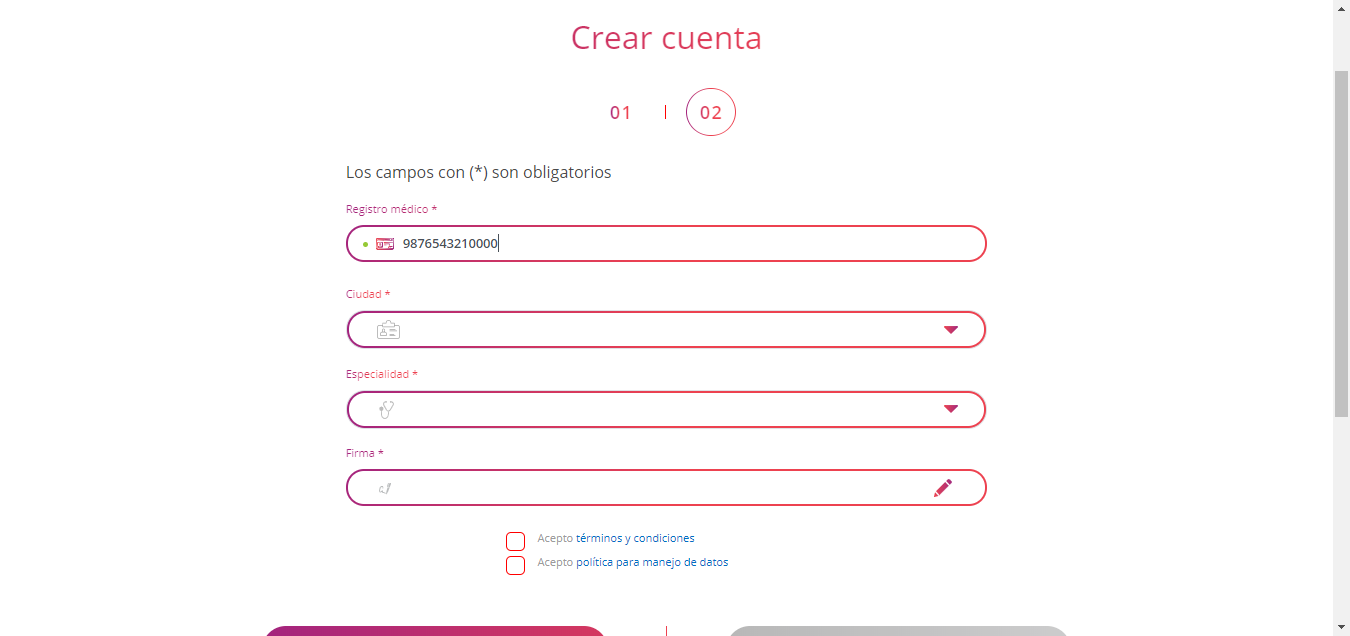 Crear cuenta
01 | 02
Los campos con (*) son obligatorios
Registro médico *
9876543210000
Ciudad *
Especialidad *
Firma *
Acepto términos y condiciones
Acepto política para manejo de datos